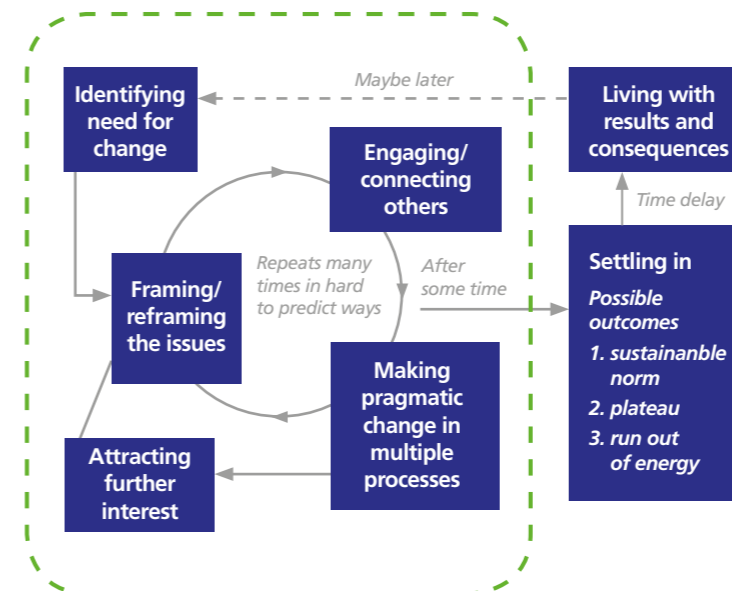 Identifying
need for
change
Maybe later
Living with
results and
consequences
Engaging/
connecting
others
Time delay
Framing/
reframing
the issues
Repeats many
times in hard
to predict ways
After
some time
Settling in
Possible
outcomes
1. sustainanble
norm
2. plateau
3. run out
of energy
Making
pragmatic
change in
multiple
processes
Attracting
further
interest